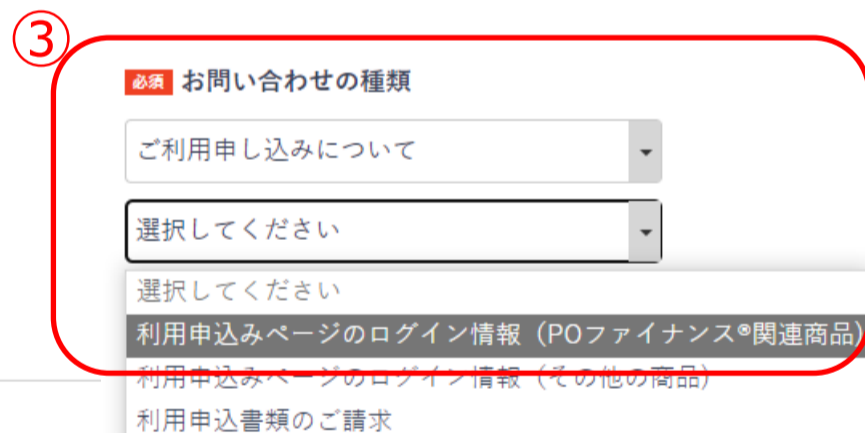 ③
必須 お問い合わせの種類
ご利用申し込みについて
選択してください
選択してください
利用申込みページのログイン情報（POファイナンス®関連商品）
利用申込みページのログイン情報（その他の商品）
利用申込書類のご請求